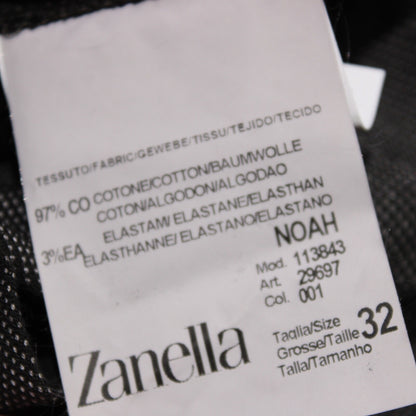 TESSUTO/FABRIC/GEWEBE/TISSU/TEJIDO/TECIDO
97% CO COTONE/COTTON/BAUMWOLLE
COTON/ALGODON/ALGODAO
3%EA ELASTAM/ ELASTANE/ELASTHAN
ELASTHANNE/ ELASTANO/ELASTANO
NOAH
Mod. 113843
Art. 29697
Col. 001
Zanella
Taglia/Size
Grosse/Taille 32
Talla/Tamanho